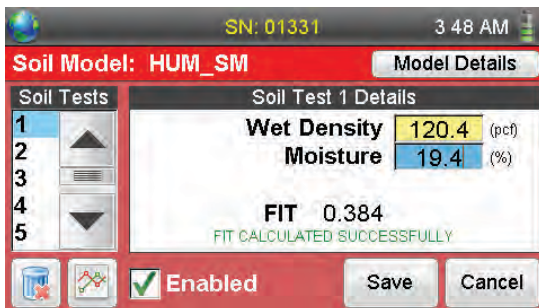 SN: 01331 3 48 AM
Soil Model: HUM_SM Model Details
Soil Tests Soil Test 1 Details
1
2
3
4
5
Wet Density 120.4 (pcf)
Moisture 19.4 (%)
FIT 0.384
FIT CALCULATED SUCCESSFULLY
Enabled Save Cancel